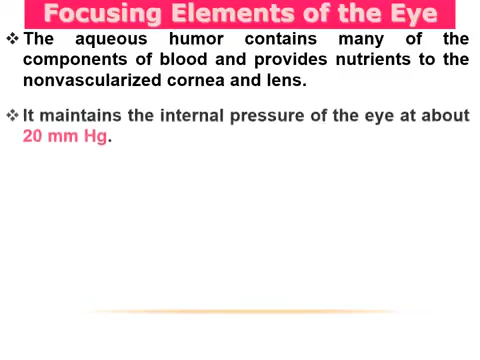 Focusing Elements of the Eye
❖ The aqueous humor contains many of the
components of blood and provides nutrients to the
nonvascularized cornea and lens.
❖ It maintains the internal pressure of the eye at about
20 mm Hg.